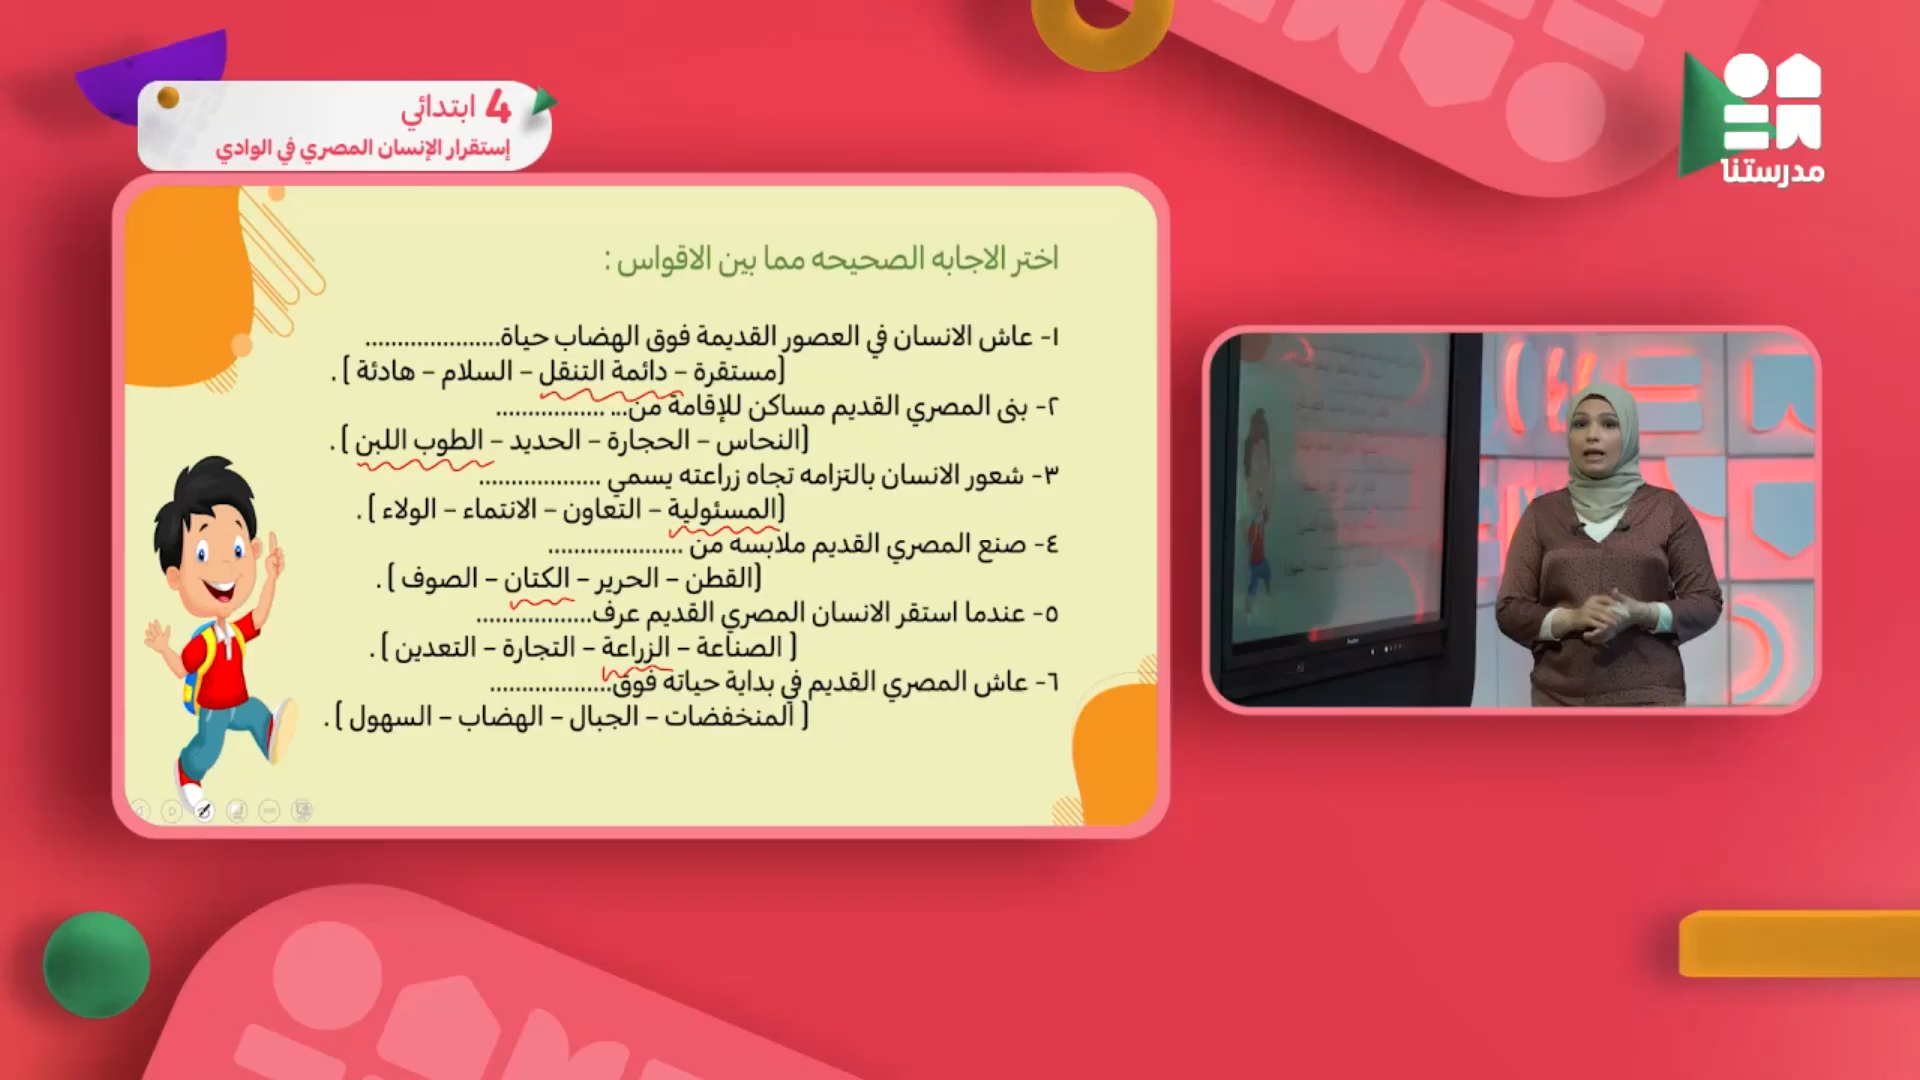 4 ابتدائي
إستقرار الإنسان المصري في الوادي
مدرستنا
اختر الاجابه الصحيحه مما بين الاقواس :
١- عاش الانسان في العصور القديمة فوق الهضاب حياة.....................
(مستقرة – دائمة التنقل – السلام – هادئة ) .
٢- بنى المصري القديم مساكن للإقامة من... .................
(النحاس – الحجارة – الحديد – الطوب اللبن ) .
٣- شعور الانسان بالتزامه تجاه زراعته يسمي ...................
(المسئولية – التعاون – الانتماء – الولاء ) .
٤- صنع المصري القديم ملابسه من .....................
(القطن – الحرير – الكتان – الصوف ) .
٥- عندما استقر الانسان المصري القديم عرف..................
( الصناعة – الزراعة – التجارة – التعدين ) .
٦- عاش المصري القديم في بداية حياته فوق...................
( المنخفضات – الجبال – الهضاب – السهول ) .